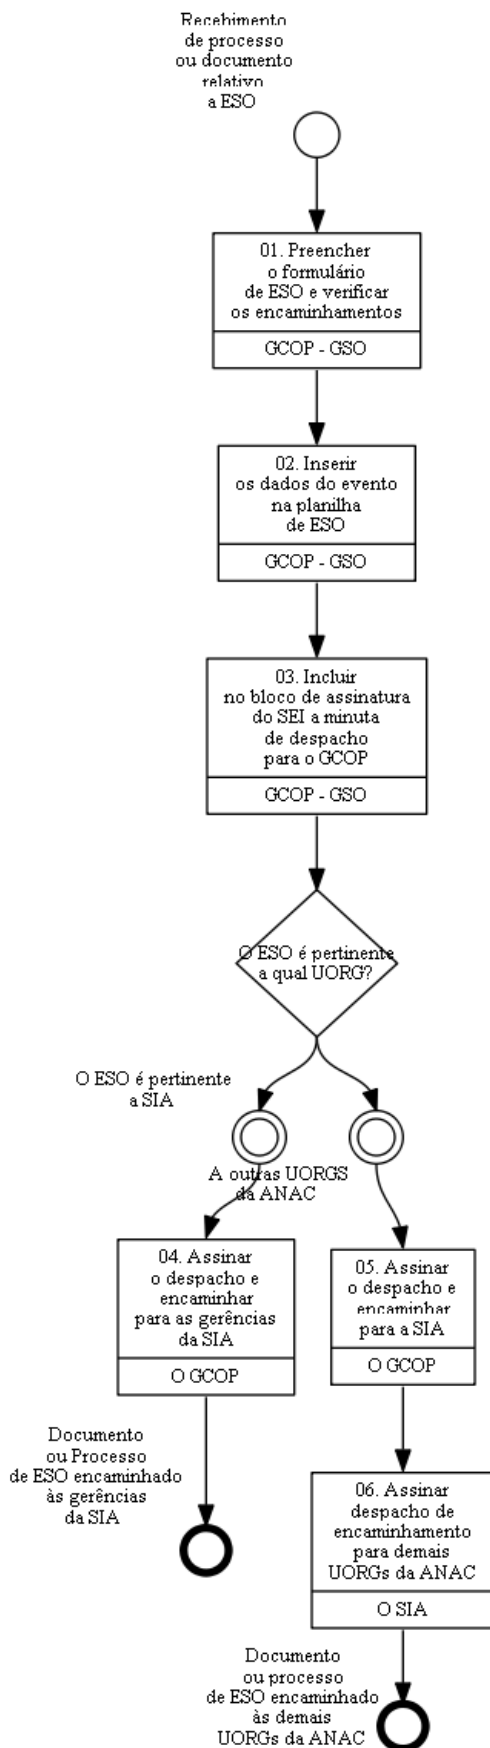 Recebimento
de processo
ou documento
relativo
a ESO
01. Preencher
o formulário
de ESO e verificar
os encaminhamentos
GCOP - GSO
02. Inserir
os dados do evento
na planilha
de ESO
GCOP - GSO
03. Incluir
no bloco de assinatura
do SEI a minuta
de despacho
para o GCOP
GCOP - GSO
O ESO é pertinente
a qual UORG?
O ESO é pertinente
a SIA
A outras UORGS
da ANAC
04. Assinar
o despacho e
encaminhar
para as gerências
da SIA
O GCOP
05. Assinar
o despacho e
encaminhar
para a SIA
O GCOP
Documento
ou Processo
de ESO encaminhado
às gerências
da SIA
06. Assinar
despacho de
encaminhamento
para demais
UORGs da ANAC
O SIA
Documento
ou processo
de ESO encaminhado
às demais
UORGs da ANAC